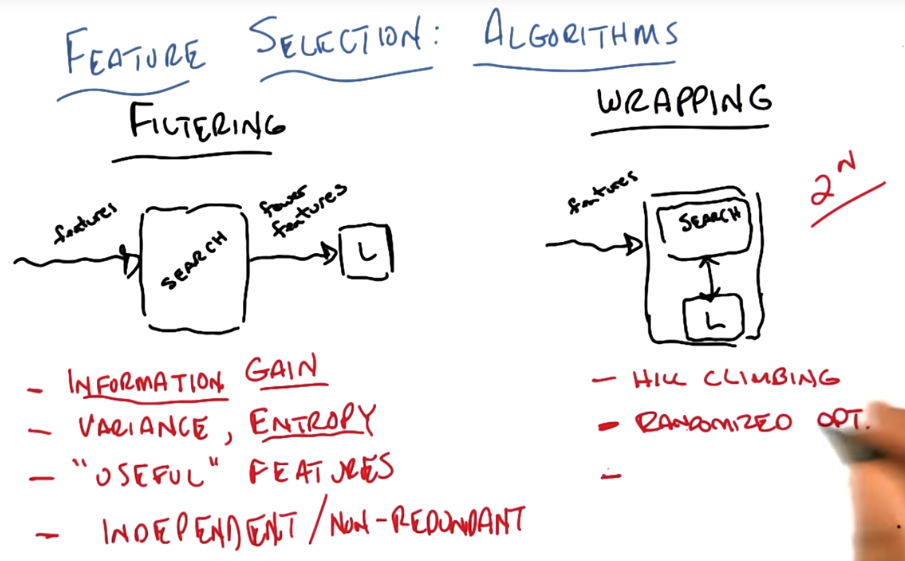 FEATURE SELECTION: ALGORITHMS
FILTERING
features
SEARCH
fewer
features
L
- INFORMATION GAIN
- VARIANCE, ENTROPY
- "USEFUL" FEATURES
- INDEPENDENT/NON-REDUNDANT
WRAPPING
features
SEARCH
L
2^N
- HILL CLIMBING
- RANDOMIZED OPT.
-